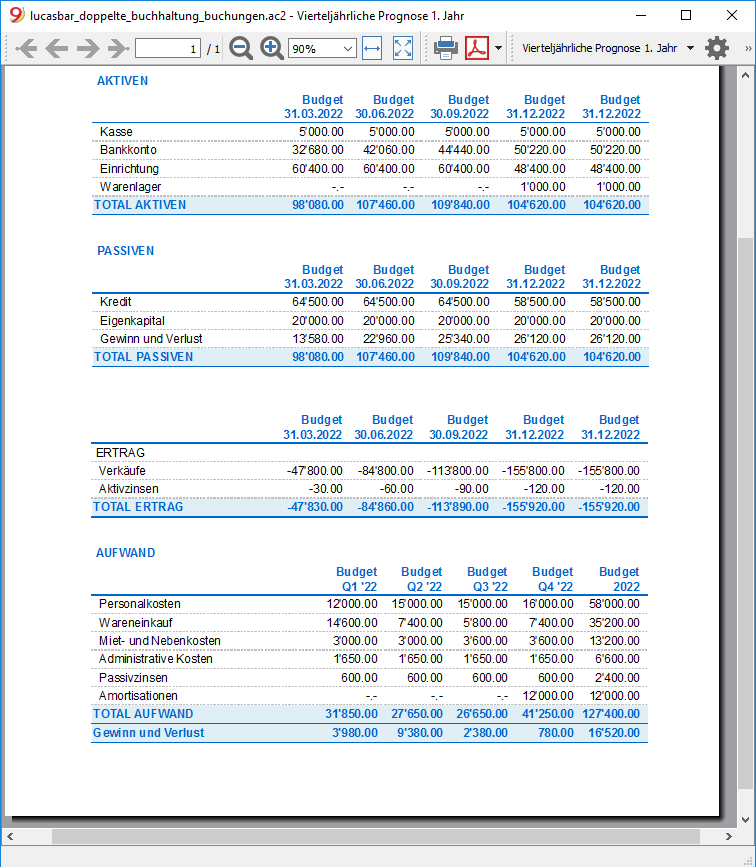 lucasbar_doppelte_buchhaltung_buchungen.ac2 - Vierteljährliche Prognose 1. Jahr
1 / 1 90% Vierteljährliche Prognose 1. Jahr »
AKTIVEN
Budget Budget Budget Budget Budget
31.03.2022 30.06.2022 30.09.2022 31.12.2022 31.12.2022
Kasse 5'000.00 5'000.00 5'000.00 5'000.00 5'000.00
Bankkonto 32'680.00 42'060.00 44'440.00 50'220.00 50'220.00
Einrichtung 60'400.00 60'400.00 60'400.00 48'400.00 48'400.00
Warenlager -.- -.- -.- 1'000.00 1'000.00
TOTAL AKTIVEN 98'080.00 107'460.00 109'840.00 104'620.00 104'620.00
PASSIVEN
Budget Budget Budget Budget Budget
31.03.2022 30.06.2022 30.09.2022 31.12.2022 31.12.2022
Kredit 64'500.00 64'500.00 64'500.00 58'500.00 58'500.00
Eigenkapital 20'000.00 20'000.00 20'000.00 20'000.00 20'000.00
Gewinn und Verlust 13'580.00 22'960.00 25'340.00 26'120.00 26'120.00
TOTAL PASSIVEN 98'080.00 107'460.00 109'840.00 104'620.00 104'620.00
Budget Budget Budget Budget Budget
31.03.2022 30.06.2022 30.09.2022 31.12.2022 31.12.2022
ERTRAG
Verkäufe -47'800.00 -84'800.00 -113'800.00 -155'800.00 -155'800.00
Aktivzinsen -30.00 -60.00 -90.00 -120.00 -120.00
TOTAL ERTRAG -47'830.00 -84'860.00 -113'890.00 -155'920.00 -155'920.00
AUFWAND
Budget Budget Budget Budget Budget
Q1 '22 Q2 '22 Q3 '22 Q4 '22 2022
Personalkosten 12'000.00 15'000.00 15'000.00 16'000.00 58'000.00
Wareneinkauf 14'600.00 7'400.00 5'800.00 7'400.00 35'200.00
Miet- und Nebenkosten 3'000.00 3'000.00 3'600.00 3'600.00 13'200.00
Administrative Kosten 1'650.00 1'650.00 1'650.00 1'650.00 6'600.00
Passivzinsen 600.00 600.00 600.00 600.00 2'400.00
Amortisationen -.- -.- -.- 12'000.00 12'000.00
TOTAL AUFWAND 31'850.00 27'650.00 26'650.00 41'250.00 127'400.00
Gewinn und Verlust 3'980.00 9'380.00 2'380.00 780.00 16'520.00